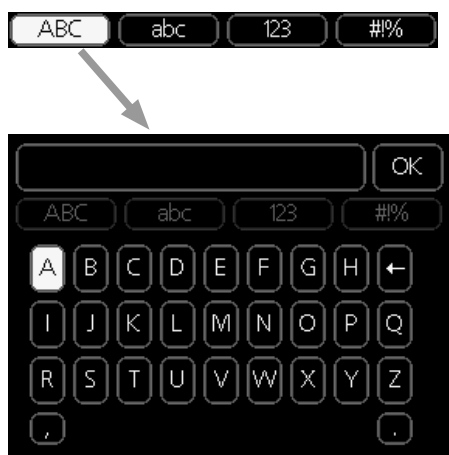 ABC abc 123 #!%
OK
ABC abc 123 #!%
A B C D E F G H ←
I J K L M N O P Q
R S T U V W X Y Z
, .